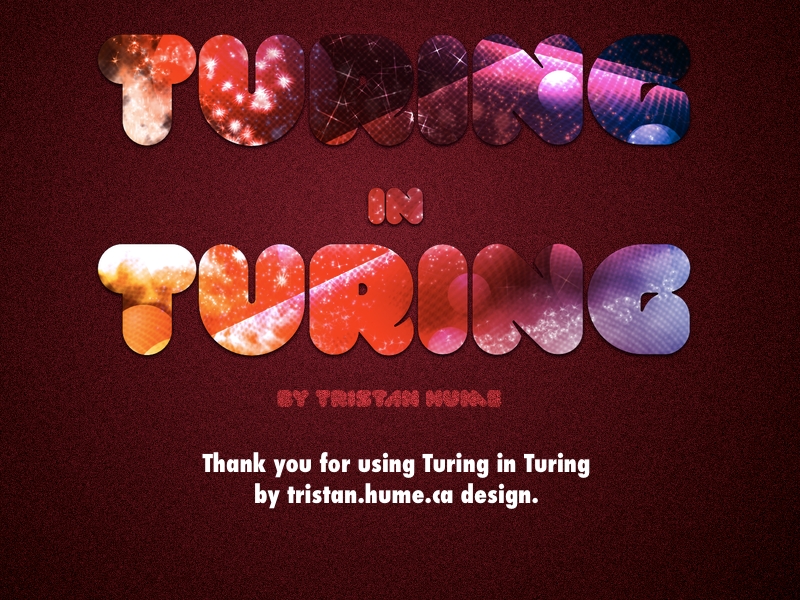 TURING
IN
TURING
BY TRISTAN HUME
Thank you for using Turing in Turing
by tristan.hume.ca design.